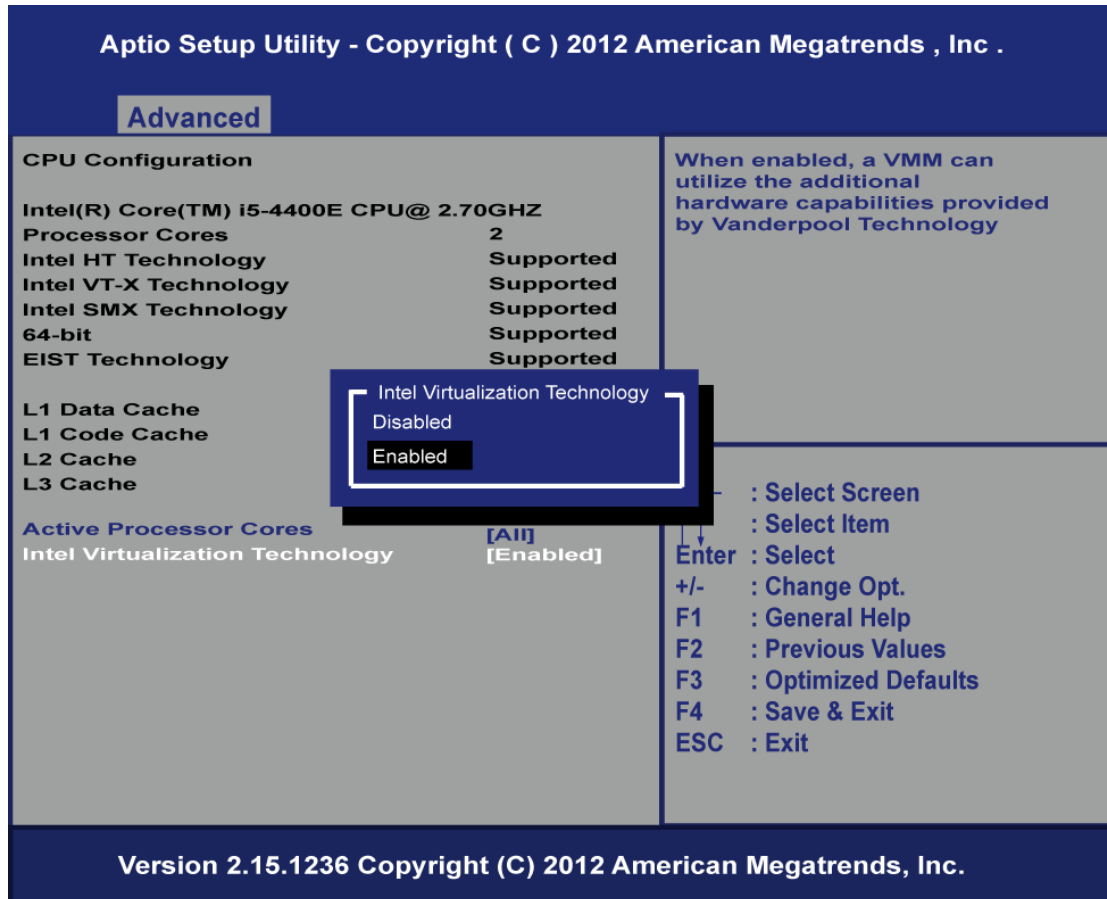 Aptio Setup Utility - Copyright ( C ) 2012 American Megatrends , Inc .
Advanced
CPU Configuration
Intel(R) Core(TM) i5-4400E CPU@ 2.70GHZ
Processor Cores 2
Intel HT Technology Supported
Intel VT-X Technology Supported
Intel SMX Technology Supported
64-bit Supported
EIST Technology Supported
L1 Data Cache
L1 Code Cache
L2 Cache
L3 Cache
Active Processor Cores [All]
Intel Virtualization Technology [Enabled]
Intel Virtualization Technology
Disabled
Enabled
When enabled, a VMM can
utilize the additional
hardware capabilities provided
by Vanderpool Technology
: Select Screen
: Select Item
Enter : Select
+/- : Change Opt.
F1 : General Help
F2 : Previous Values
F3 : Optimized Defaults
F4 : Save & Exit
ESC : Exit
Version 2.15.1236 Copyright (C) 2012 American Megatrends, Inc.